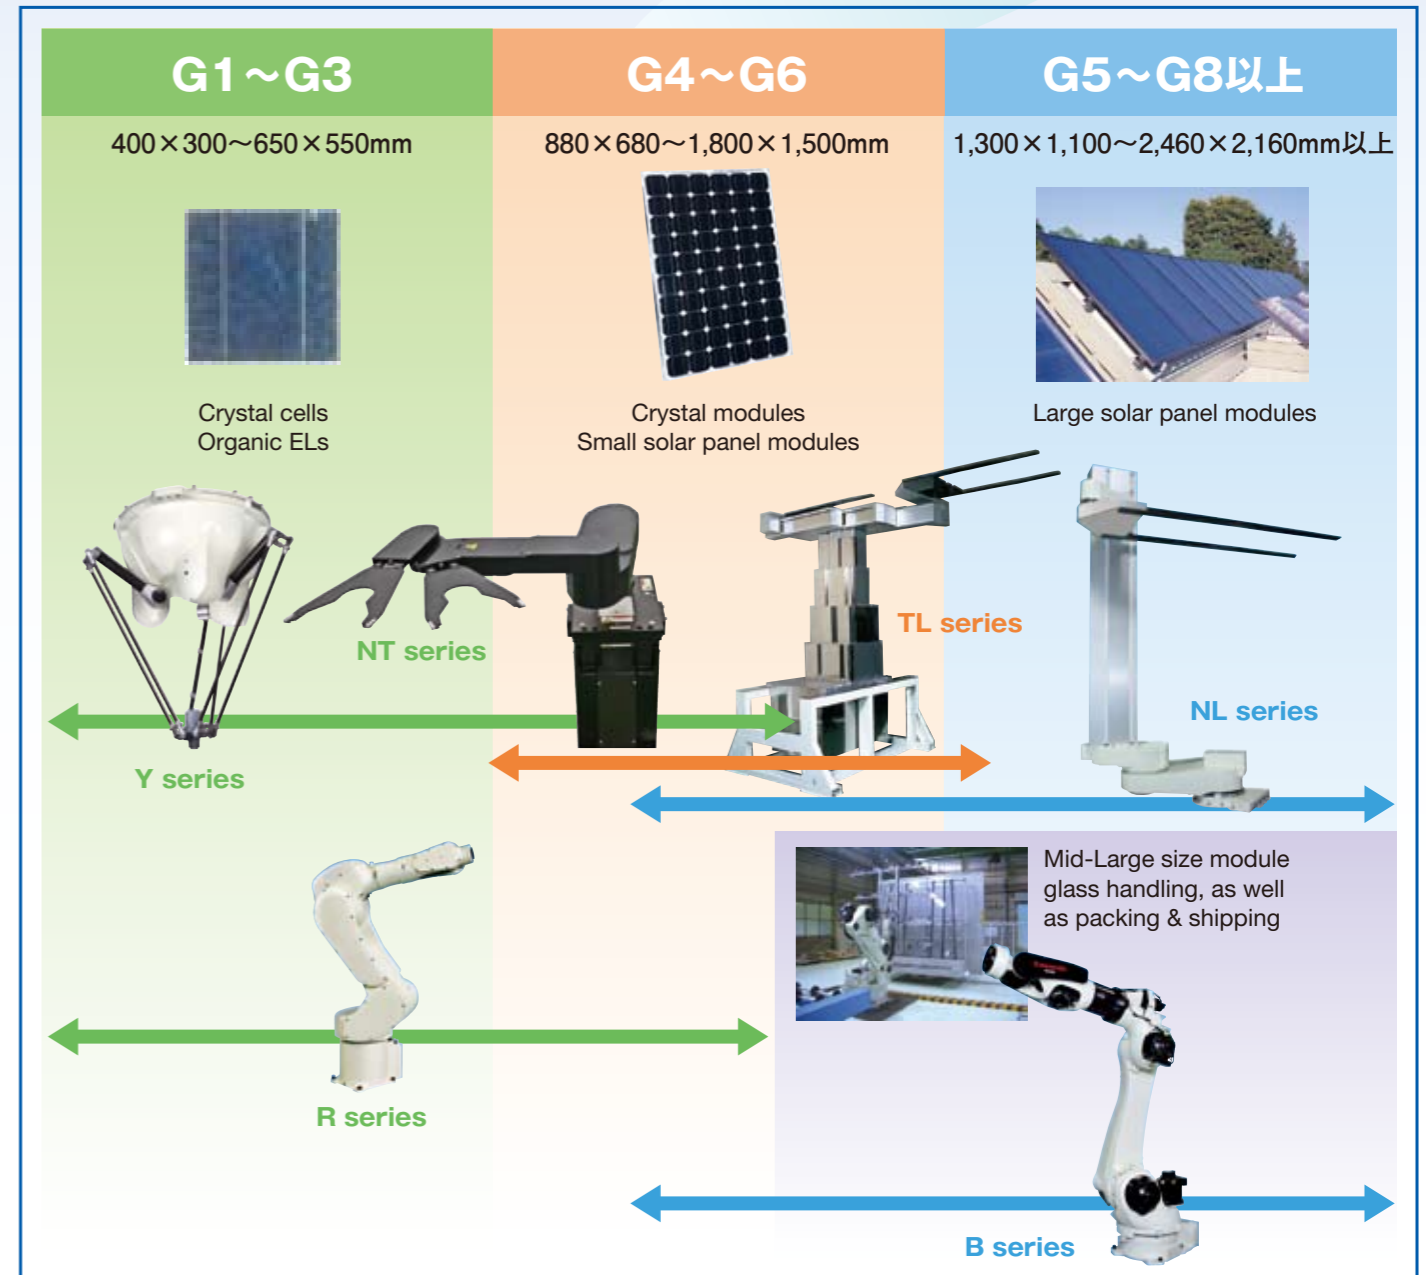 G1～G3
G4～G6
G5～G8以上
400×300～650×550mm
880×680～1,800×1,500mm
1,300×1,100～2,460×2,160mm以上
Crystal cells
Organic ELs
Crystal modules
Small solar panel modules
Large solar panel modules
NT series
TL series
NL series
Y series
Mid-Large size module
glass handling, as well
as packing & shipping
R series
B series